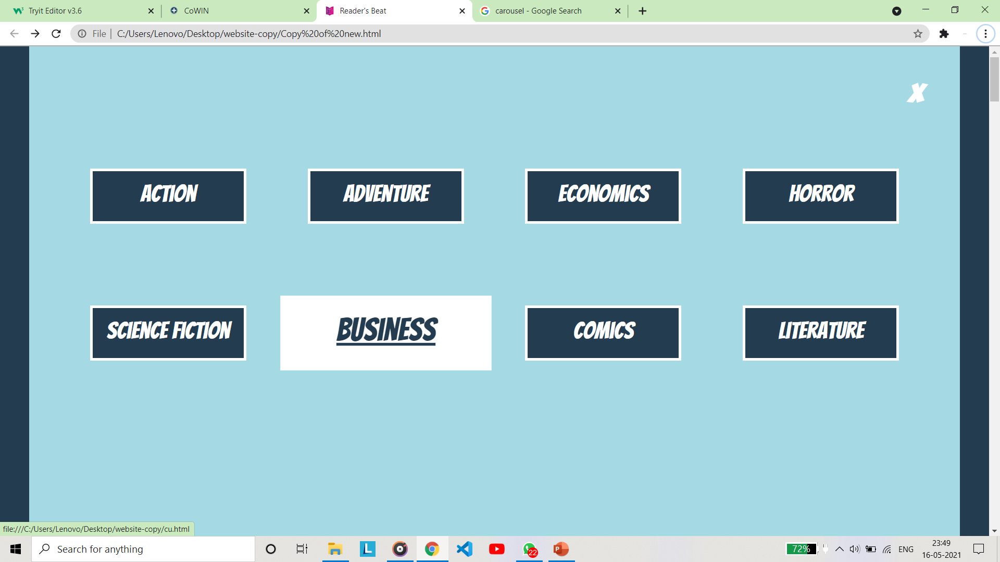 Tryit Editor v3.6
CoWIN
Reader's Beat
carousel - Google Search
File
C:/Users/Lenovo/Desktop/website-copy/Copy%20of%20new.html
X
ACTION
ADVENTURE
ECONOMICS
HORROR
SCIENCE FICTION
BUSINESS
COMICS
LITERATURE
file:///C:/Users/Lenovo/Desktop/website-copy/cu.html
Search for anything
L
22
P
72%
ENG
23:49
16-05-2021